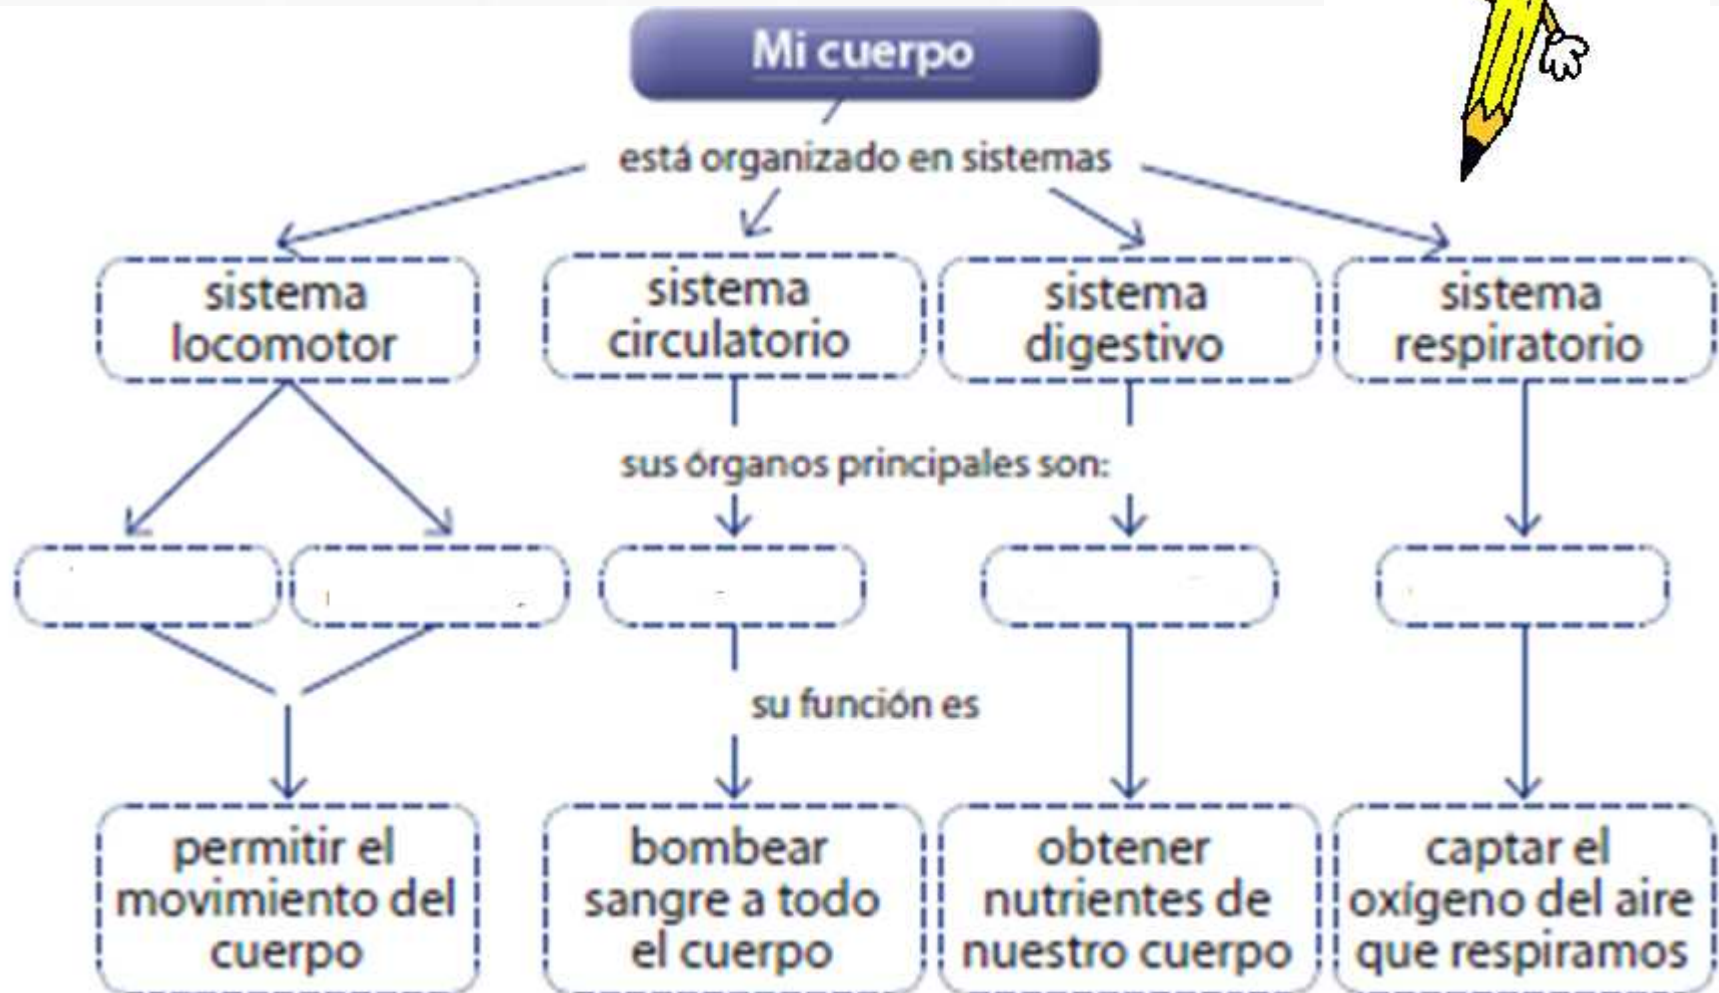 Mi cuerpo
está organizado en sistemas
sistema
locomotor
sistema
circulatorio
sistema
digestivo
sistema
respiratorio
sus órganos principales son:
su función es
permitir el
movimiento del
cuerpo
bombear
sangre a todo
el cuerpo
obtener
nutrientes de
nuestro cuerpo
captar el
oxígeno del aire
que respiramos